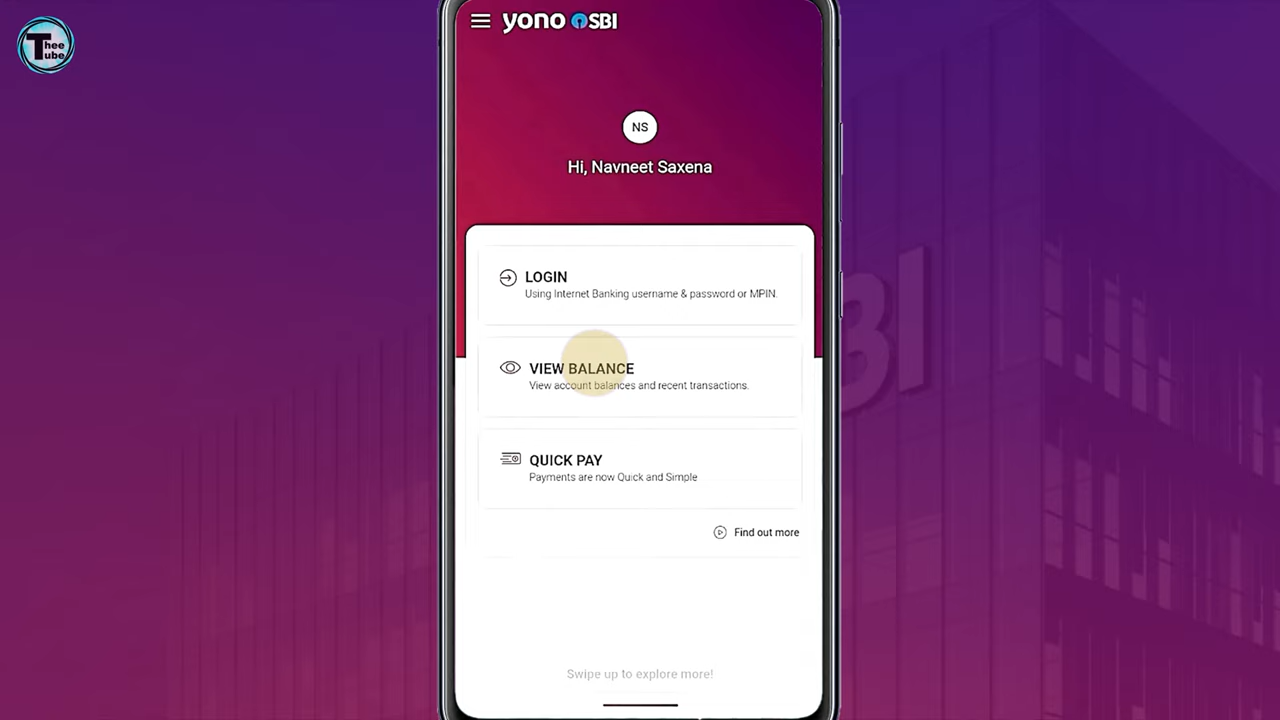 Thee
Tube
yono SBI
NS
Hi, Navneet Saxena
LOGIN
Using Internet Banking username & password or MPIN.
VIEW BALANCE
View account balances and recent transactions.
QUICK PAY
Payments are now Quick and Simple
Find out more
Swipe up to explore more!
SBI